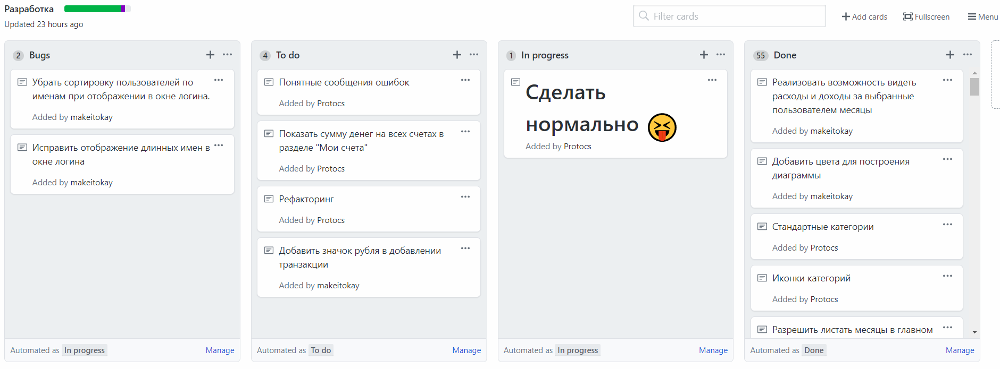 Разработка
Updated 23 hours ago
Filter cards
Add cards
Fullscreen
Menu
2 Bugs
Убрать сортировку пользователей по
именам при отображении в окне логина.
Added by makeitokay
Исправить отображение длинных имен в
окне логина
Added by makeitokay
Automated as In progress
Manage
4 To do
Понятные сообщения ошибок
Added by Protocs
Показать сумму денег на всех счетах в
разделе "Мои счета"
Added by Protocs
Рефакторинг
Added by Protocs
Добавить значок рубля в добавлении
транзакции
Added by makeitokay
Automated as To do
Manage
1 In progress
Сделать
нормально 😝
Added by Protocs
Automated as In progress
Manage
55 Done
Реализовать возможность видеть
расходы и доходы за выбранные
пользователем месяцы
Added by makeitokay
Добавить цвета для построения
диаграммы
Added by makeitokay
Стандартные категории
Added by Protocs
Иконки категорий
Added by Protocs
Разрешить листать месяцы в главном
Automated as Done
Manage